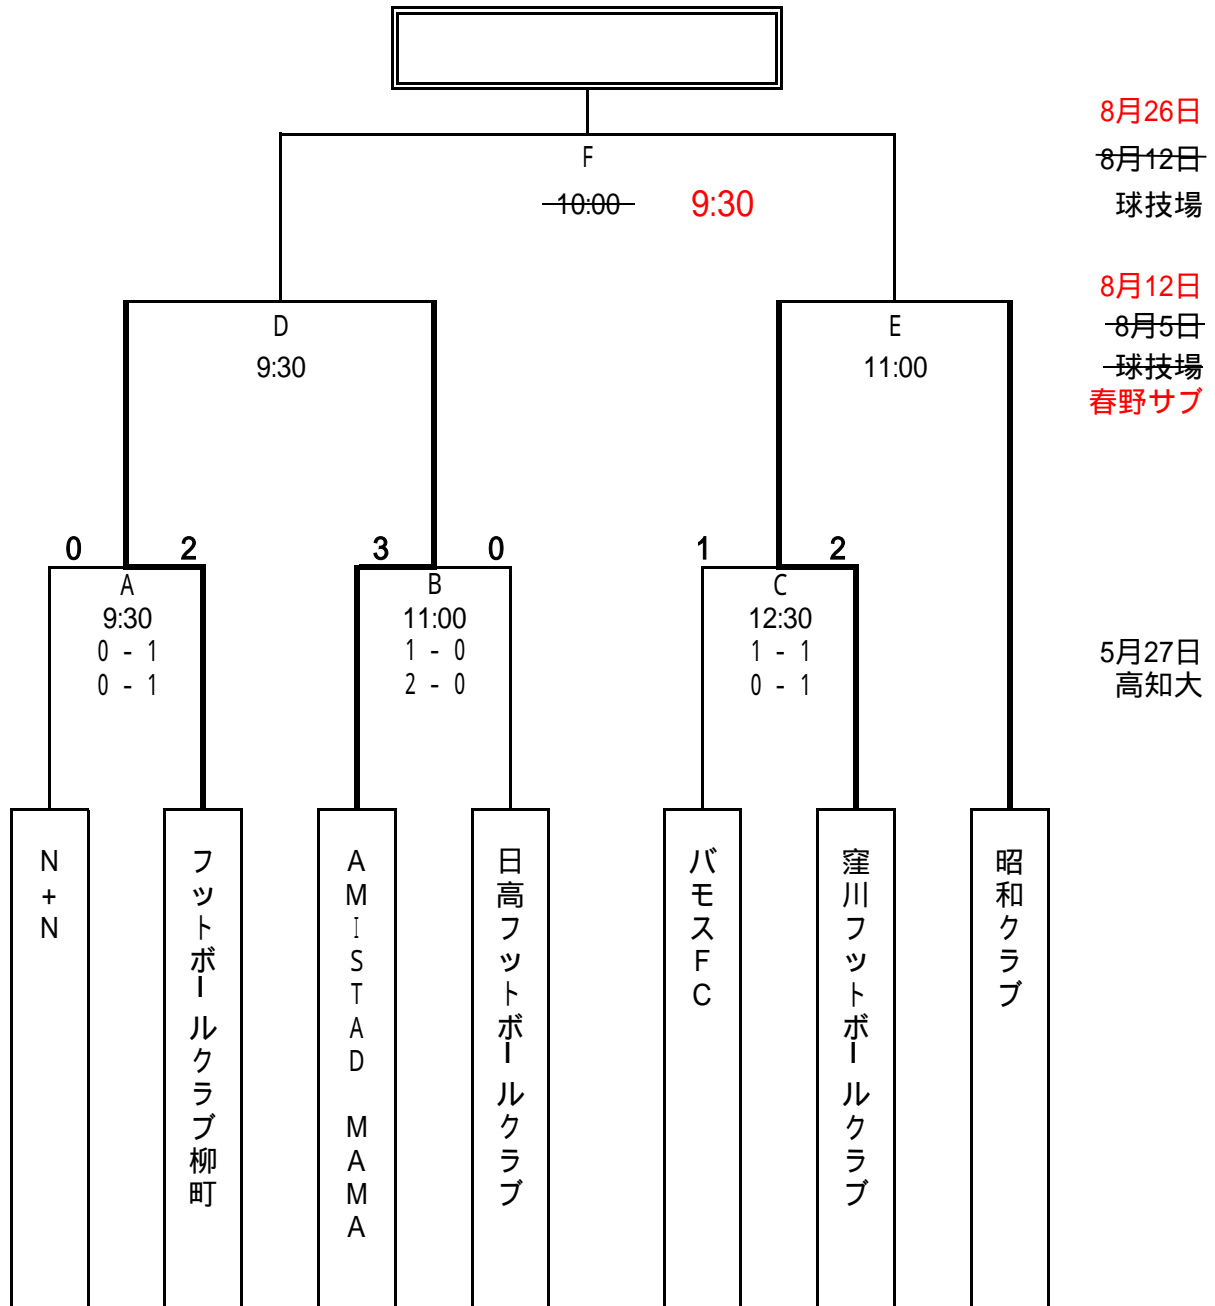 8月26日
F
8月12日
10:00
9:30
球技場
8月12日
D
E
8月5日
9:30
11:00
球技場
春野サブ
0 2 3 0 1 2
A
B
C
9:30
11:00
12:30
0 - 1
1 - 0
1 - 1
5月27日
0 - 1
2 - 0
0 - 1
高知大
N+N
フットボールクラブ柳町
AMISTAD MAMA
日高フットボールクラブ
バモスFC
窪川フットボールクラブ
昭和クラブ